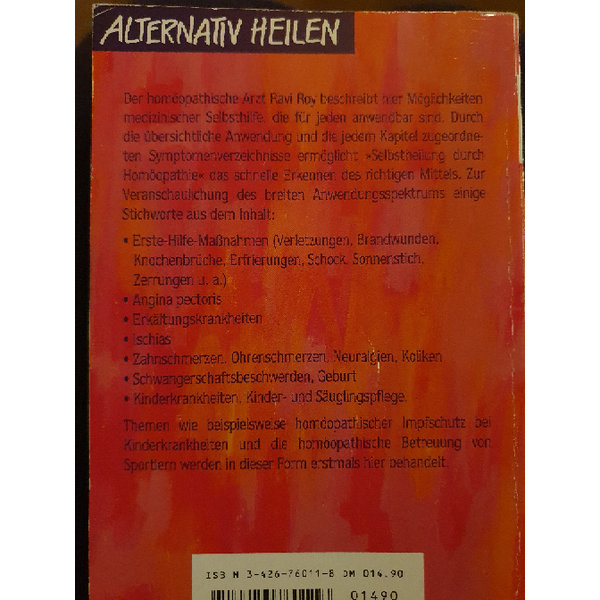 ALTERNATIV HEILEN
Der homöopathische Arzt Ravi Roy beschreibt hier Möglichkeiten
medizinischer Selbsthilfe, die für jeden anwendbar sind. Durch
die übersichtliche Anwendung und die jedem Kapitel zugeordne-
ten Symptomenverzeichnisse ermöglicht »Selbstheilung durch
Homöopathie« das schnelle Erkennen des richtigen Mittels. Zur
Veranschaulichung des breiten Anwendungsspektrums einige
Stichworte aus dem Inhalt:
• Erste-Hilfe-Maßnahmen (Verletzungen, Brandwunden,
Knochenbrüche, Erfrierungen, Schock, Sonnenstich,
Zerrungen u. a.)
• Angina pectoris
• Erkältungskrankheiten
• Ischias
• Zahnschmerzen, Ohrenschmerzen, Neuralgien, Koliken
• Schwangerschaftsbeschwerden, Geburt
• Kinderkrankheiten, Kinder- und Säuglingspflege.
Themen wie beispielsweise homöopathischer Impfschutz bei
Kinderkrankheiten und die homöopathische Betreuung von
Sportlern werden in dieser Form erstmals hier behandelt.
ISBN 3-426-76011-8 DM 014.90
01490